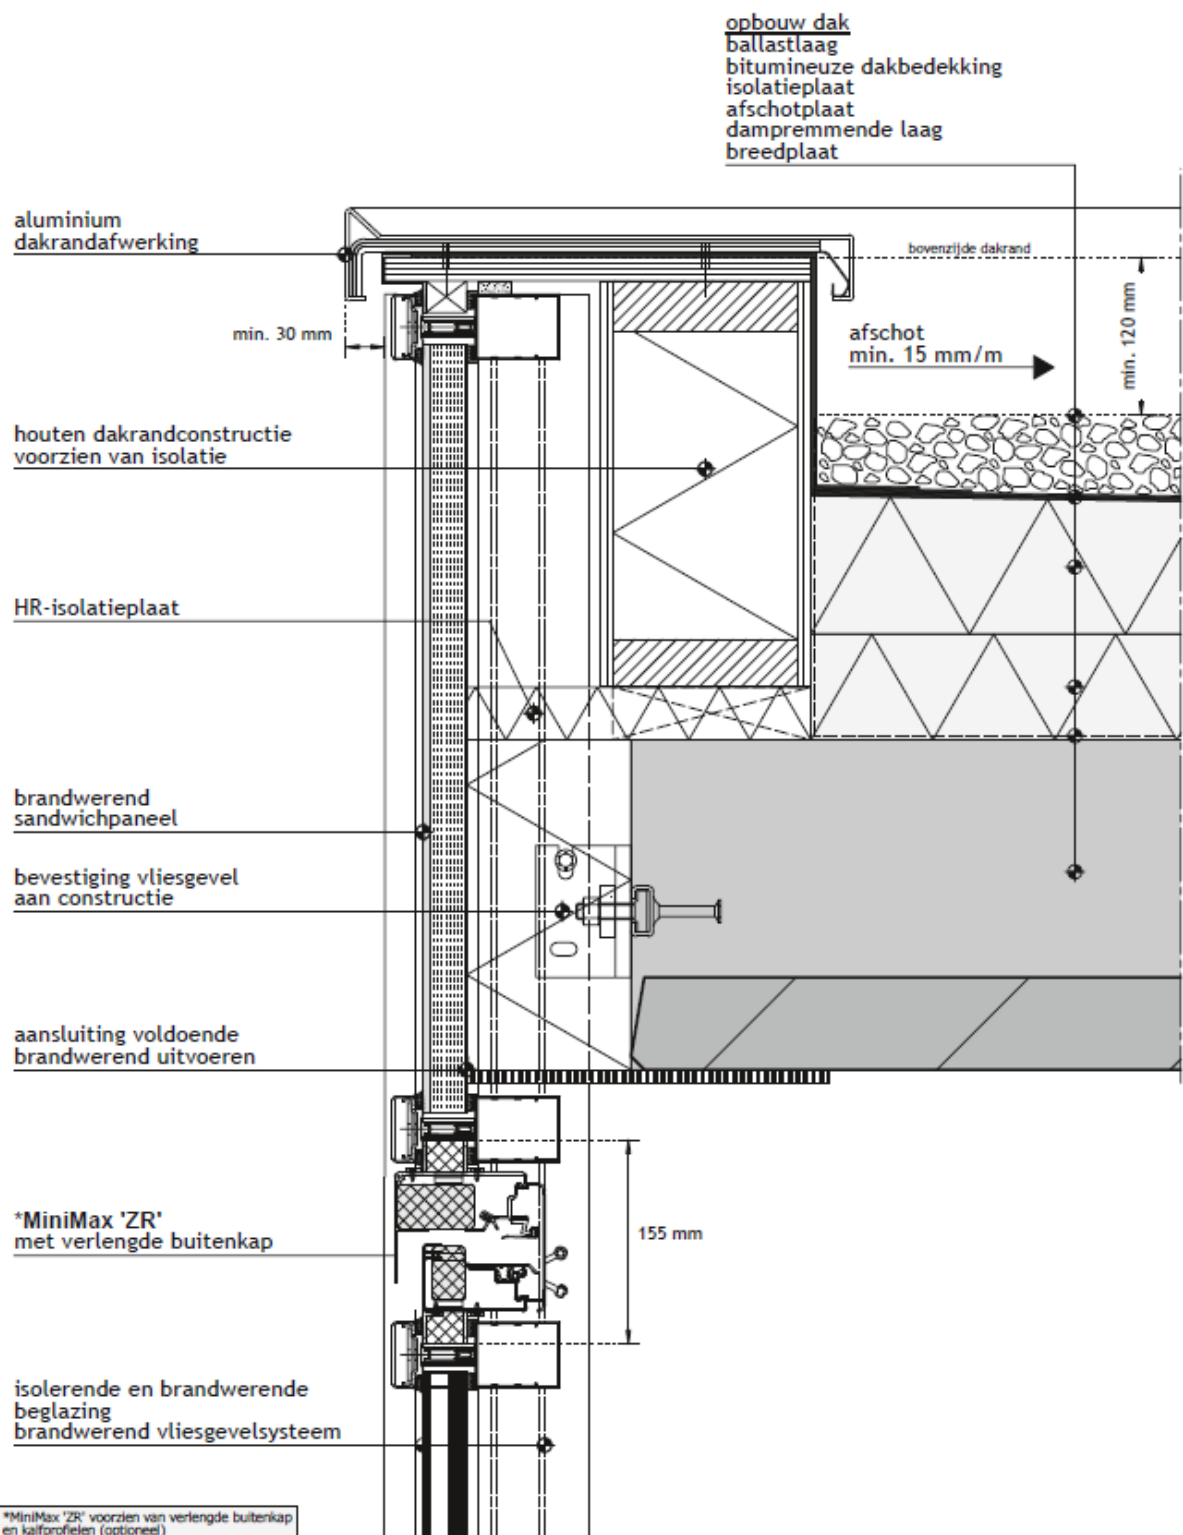 opbouw dak
ballastlaag
bitumineuze dakbedekking
isolatieplaat
afschotplaat
dampremmende laag
breedplaat
aluminium
dakrandafwerking
bovenzijde dakrand
min. 30 mm
afschot
min. 15 mm/m
min. 120 mm
houten dakrandconstructie
voorzien van isolatie
HR-isolatieplaat
brandwerend
sandwichpaneel
bevestiging vliesgevel
aan constructie
aansluiting voldoende
brandwerend uitvoeren
*MiniMax 'ZR'
met verlengde buitenkap
155 mm
isolerende en brandwerende
beglazing
brandwerend vliesgevelsysteem
*MiniMax 'ZR' voorzien van verlengde buitenkap
en kalfprofielen (optioneel)